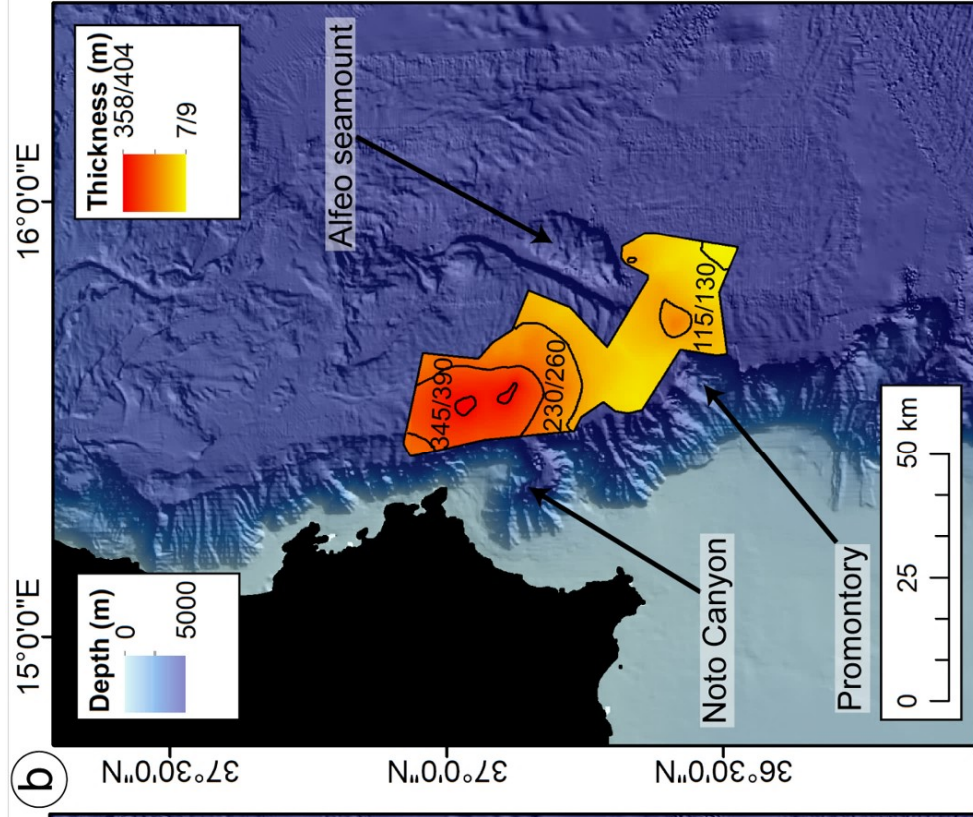 b
15°0'0"E
16°0'0"E
37°30'0"N
37°0'0"N
36°30'0"N
Depth (m)
0
5000
Thickness (m)
358/404
7/9
Alfeo seamount
345/390
230/260
115/130
Noto Canyon
Promontory
0 25 50 km